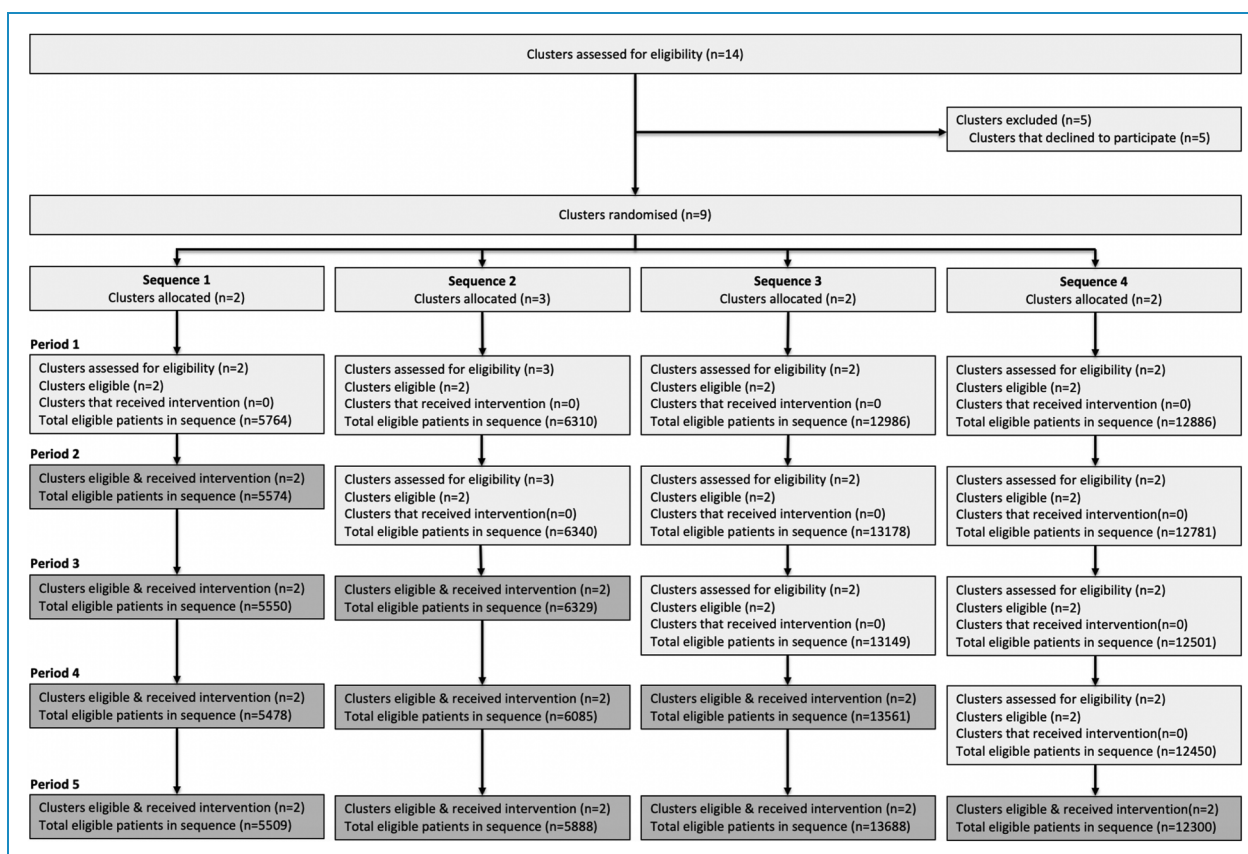 Clusters assessed for eligibility (n=14)
Clusters excluded (n=5)
Clusters that declined to participate (n=5)
Clusters randomised (n=9)
Sequence 1
Clusters allocated (n=2)
Sequence 2
Clusters allocated (n=3)
Sequence 3
Clusters allocated (n=2)
Sequence 4
Clusters allocated (n=2)
Period 1
Clusters assessed for eligibility (n=2)
Clusters eligible (n=2)
Clusters that received intervention (n=0)
Total eligible patients in sequence (n=5764)
Clusters assessed for eligibility (n=3)
Clusters eligible (n=2)
Clusters that received intervention (n=0)
Total eligible patients in sequence (n=6310)
Clusters assessed for eligibility (n=2)
Clusters eligible (n=2)
Clusters that received intervention (n=0
Total eligible patients in sequence (n=12986)
Clusters assessed for eligibility (n=2)
Clusters eligible (n=2)
Clusters that received intervention (n=0)
Total eligible patients in sequence (n=12886)
Period 2
Clusters eligible & received intervention (n=2)
Total eligible patients in sequence (n=5574)
Clusters assessed for eligibility (n=3)
Clusters eligible (n=2)
Clusters that received intervention(n=0)
Total eligible patients in sequence (n=6340)
Clusters assessed for eligibility (n=2)
Clusters eligible (n=2)
Clusters that received intervention (n=0)
Total eligible patients in sequence (n=13178)
Clusters assessed for eligibility (n=2)
Clusters eligible (n=2)
Clusters that received intervention(n=0)
Total eligible patients in sequence (n=12781)
Period 3
Clusters eligible & received intervention (n=2)
Total eligible patients in sequence (n=5550)
Clusters eligible & received intervention (n=2)
Total eligible patients in sequence (n=6329)
Clusters assessed for eligibility (n=2)
Clusters eligible (n=2)
Clusters that received intervention (n=0)
Total eligible patients in sequence (n=13149)
Clusters assessed for eligibility (n=2)
Clusters eligible (n=2)
Clusters that received intervention(n=0)
Total eligible patients in sequence (n=12501)
Period 4
Clusters eligible & received intervention (n=2)
Total eligible patients in sequence (n=5478)
Clusters eligible & received intervention (n=2)
Total eligible patients in sequence (n=6085)
Clusters eligible & received intervention (n=2)
Total eligible patients in sequence (n=13561)
Clusters assessed for eligibility (n=2)
Clusters eligible (n=2)
Clusters that received intervention(n=0)
Total eligible patients in sequence (n=12450)
Period 5
Clusters eligible & received intervention (n=2)
Total eligible patients in sequence (n=5509)
Clusters eligible & received intervention (n=2)
Total eligible patients in sequence (n=5888)
Clusters eligible & received intervention (n=2)
Total eligible patients in sequence (n=13688)
Clusters eligible & received intervention(n=2)
Total eligible patients in sequence (n=12300)